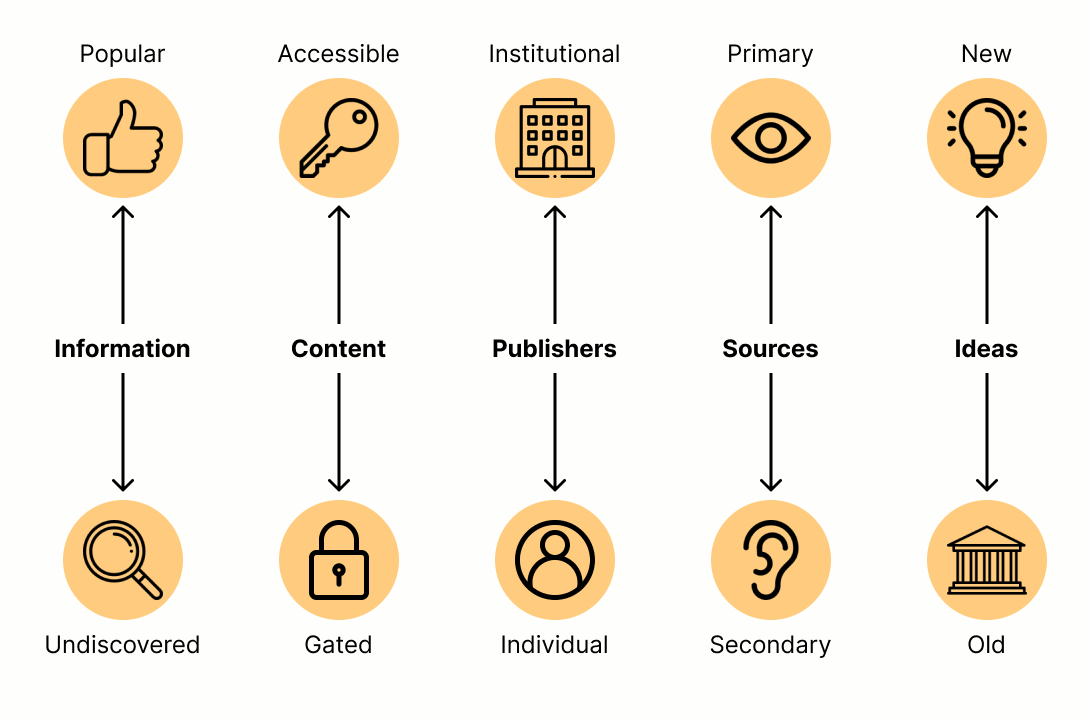 Popular
Accessible
Institutional
Primary
New
Information
Content
Publishers
Sources
Ideas
Undiscovered
Gated
Individual
Secondary
Old